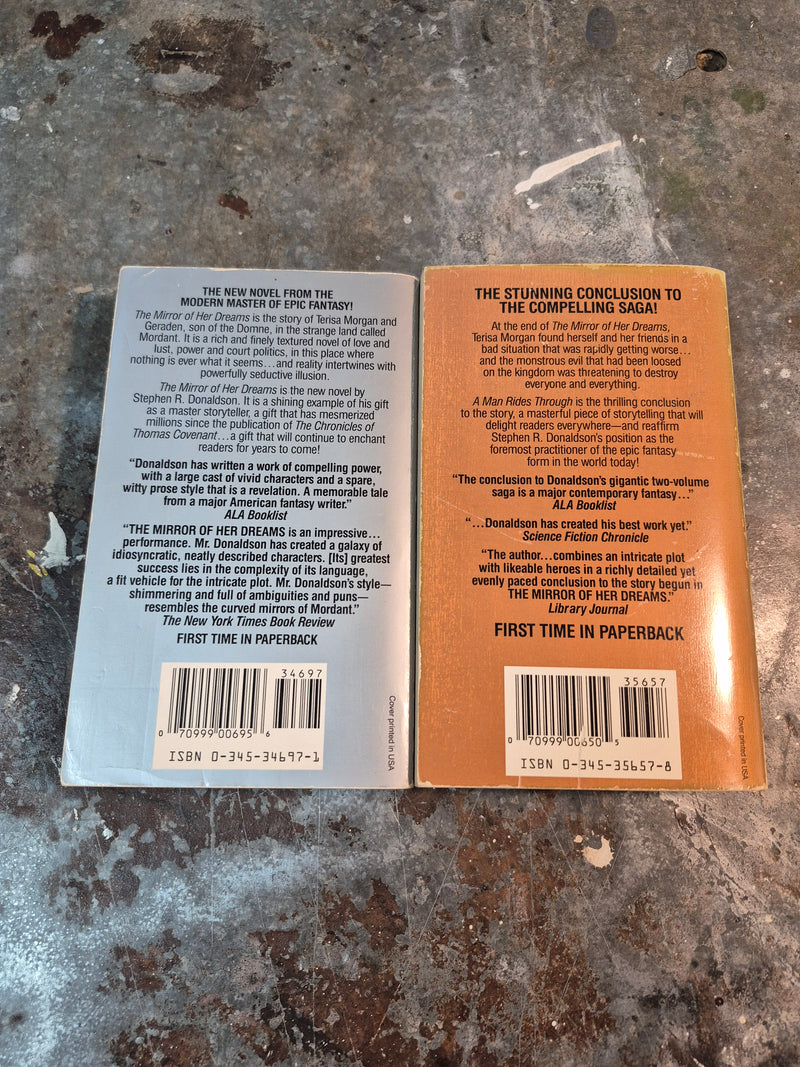 THE NEW NOVEL FROM THE
MODERN MASTER OF EPIC FANTASY!
The Mirror of Her Dreams is the story of Terisa Morgan and
Geraden, son of the Domne, in the strange land called
Mordant. It is a rich and finely textured novel of love and
lust, power and court politics, in this place where
nothing is ever what it seems...and reality intertwines with
powerfully seductive illusion.
The Mirror of Her Dreams is the new novel by
Stephen R. Donaldson. It is a shining example of his gift
as a master storyteller, a gift that has mesmerized
millions since the publication of The Chronicles of
Thomas Covenant...a gift that will continue to enchant
readers for years to come!
“Donaldson has written a work of compelling power,
with a large cast of vivid characters and a spare,
witty prose style that is a revelation. A memorable tale
from a major American fantasy writer.”
ALA Booklist
“THE MIRROR OF HER DREAMS is an impressive...
performance. Mr. Donaldson has created a galaxy of
idiosyncratic, neatly described characters. [Its] greatest
success lies in the complexity of its language,
a fit vehicle for the intricate plot. Mr. Donaldson’s style—
shimmering and full of ambiguities and puns—
resembles the curved mirrors of Mordant.”
The New York Times Book Review
FIRST TIME IN PAPERBACK
34697
0 70999 00695 6
ISBN 0-345-34697-1
Cover printed in USA
THE STUNNING CONCLUSION TO
THE COMPELLING SAGA!
At the end of The Mirror of Her Dreams,
Terisa Morgan found herself and her friends in a
bad situation that was rapidly getting worse...
and the monstrous evil that had been loosed
on the kingdom was threatening to destroy
everyone and everything.
A Man Rides Through is the thrilling conclusion
to the story, a masterful piece of storytelling that will
delight readers everywhere—and reaffirm
Stephen R. Donaldson’s position as the
foremost practitioner of the epic fantasy
form in the world today!
“The conclusion to Donaldson’s gigantic two-volume
saga is a major contemporary fantasy...”
ALA Booklist
“...Donaldson has created his best work yet.”
Science Fiction Chronicle
“The author...combines an intricate plot
with likeable heroes in a richly detailed yet
evenly paced conclusion to the story begun in
THE MIRROR OF HER DREAMS.”
Library Journal
FIRST TIME IN PAPERBACK
35657
0 70999 00650 5
ISBN 0-345-35657-8
Cover printed in USA